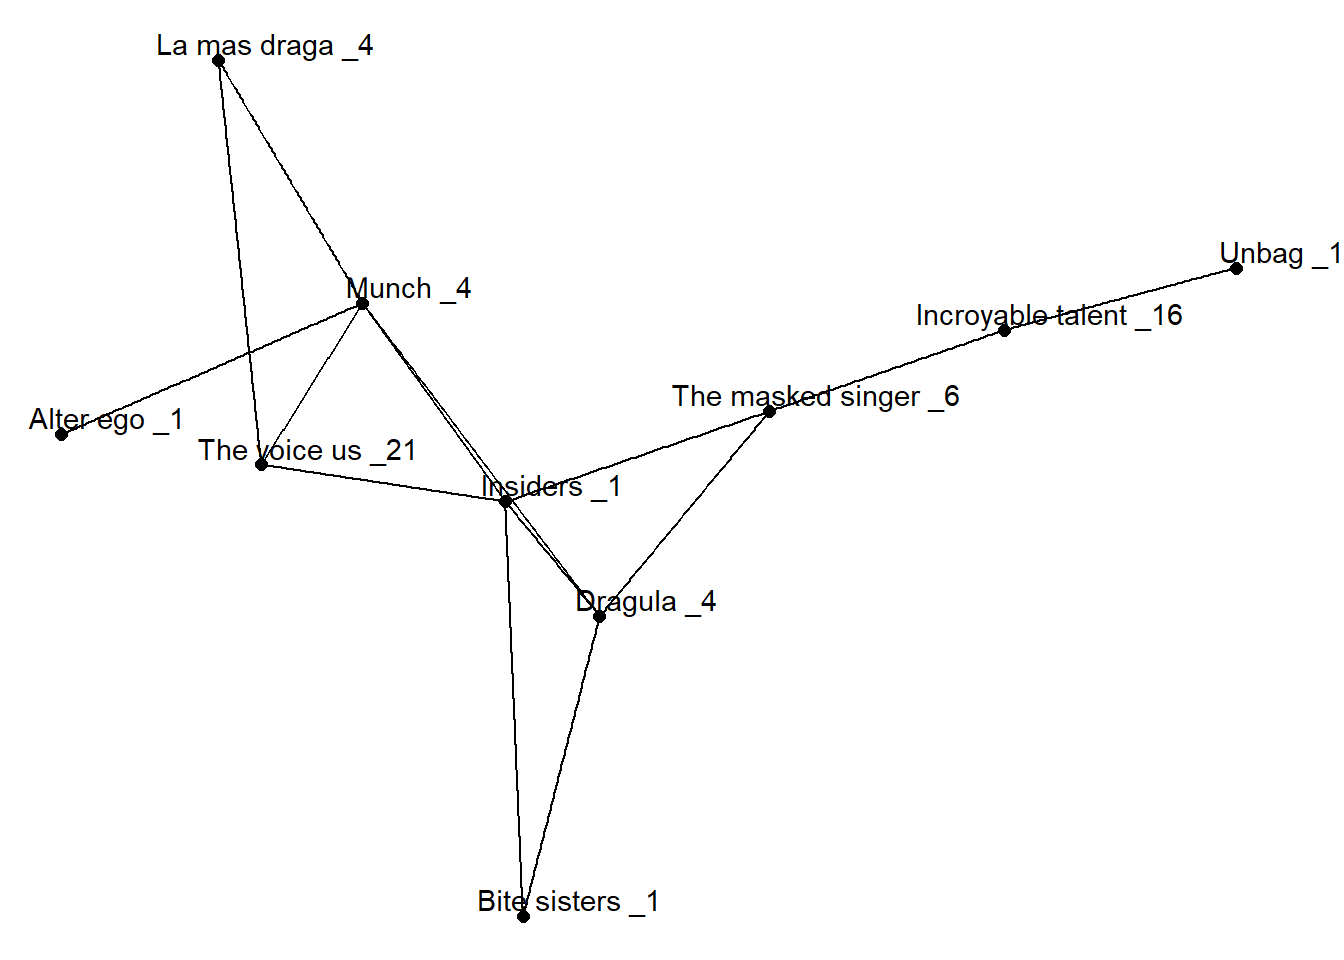 La mas draga _4
Unbag _1
Munch _4
Incroyable talent _16
The masked singer _6
Alter ego _1
The voice us _21
Insiders _1
Dragula _4
Bite sisters _1